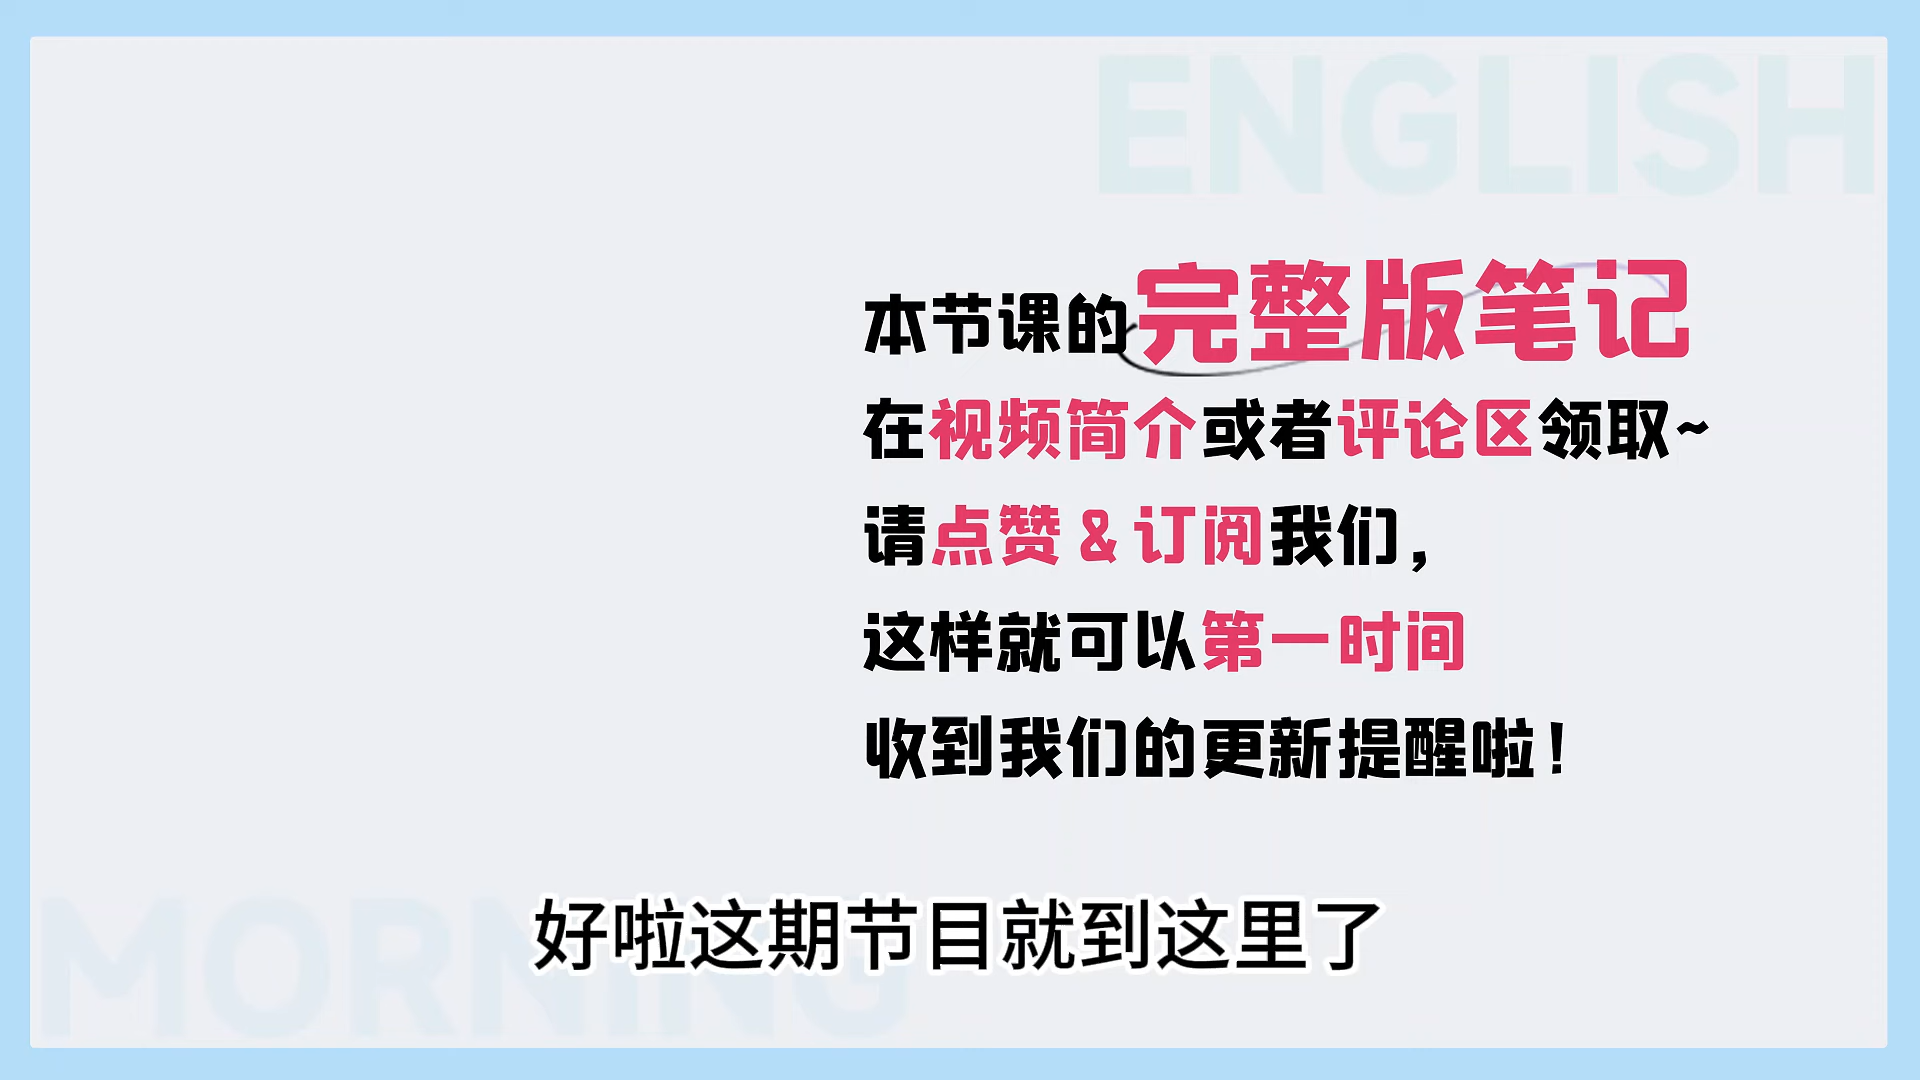 ENGLISH
本节课的完整版笔记
在视频简介或者评论区领取~
请点赞&订阅我们，
这样就可以第一时间
收到我们的更新提醒啦！
好啦这期节目就到这里了
MORNING